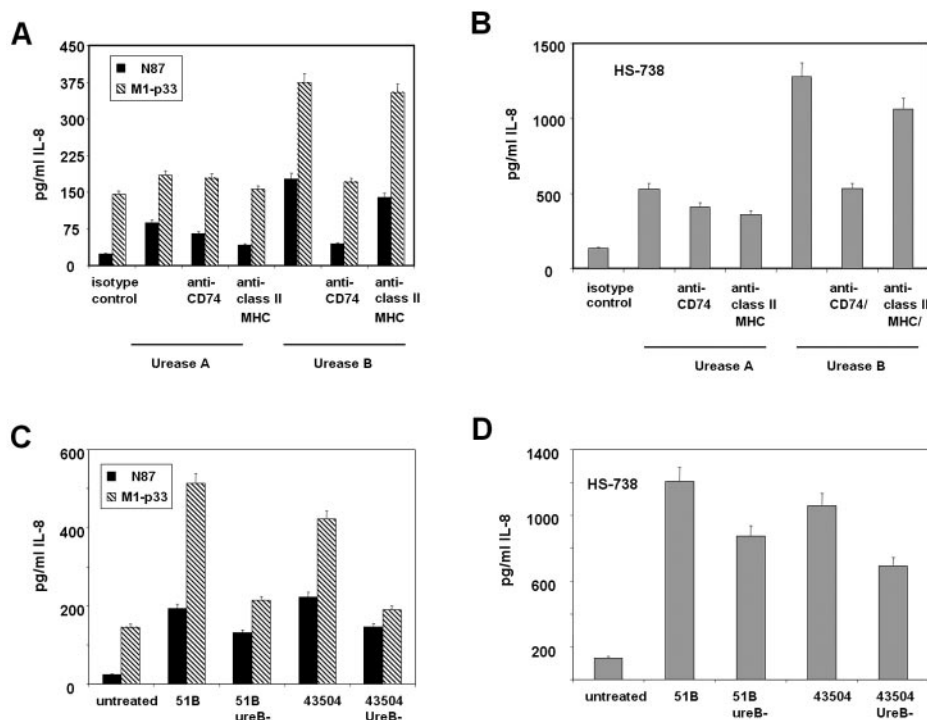 A
B
450
375
300
225
150
75
0
pg/ml IL-8
N87
M1-p33
isotype control
anti-CD74
anti-class II MHC
anti-CD74
anti-class II MHC
Urease A
Urease B
1500
1000
500
0
pg/ml IL-8
HS-738
isotype control
anti-CD74
anti-class II MHC
anti-CD74/
anti-class II MHC/
Urease A
Urease B
C
D
600
400
200
0
pg/ml IL-8
N87
M1-p33
untreated
51B
51B ureB-
43504
43504 UreB-
1400
1000
600
200
pg/ml IL-8
HS-738
untreated
51B
51B ureB-
43504
43504 UreB-